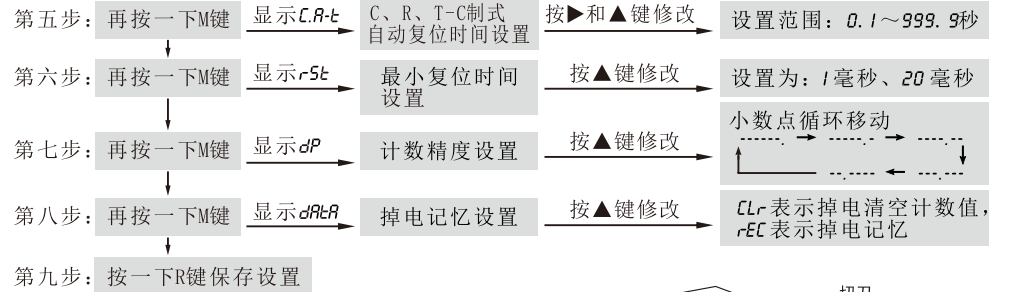 第五步: 再按一下M键 显示C.R-t C、R、T-C制式 自动复位时间设置 按▶和▲键修改 设置范围: 0.1～999.9秒
第六步: 再按一下M键 显示rSt 最小复位时间 设置 按▲键修改 设置为: 1毫秒、20毫秒
第七步: 再按一下M键 显示dP 计数精度设置 按▲键修改 小数点循环移动
第八步: 再按一下M键 显示dAtA 掉电记忆设置 按▲键修改 CLr表示掉电清空计数值, rEC表示掉电记忆
第九步: 按一下R键保存设置